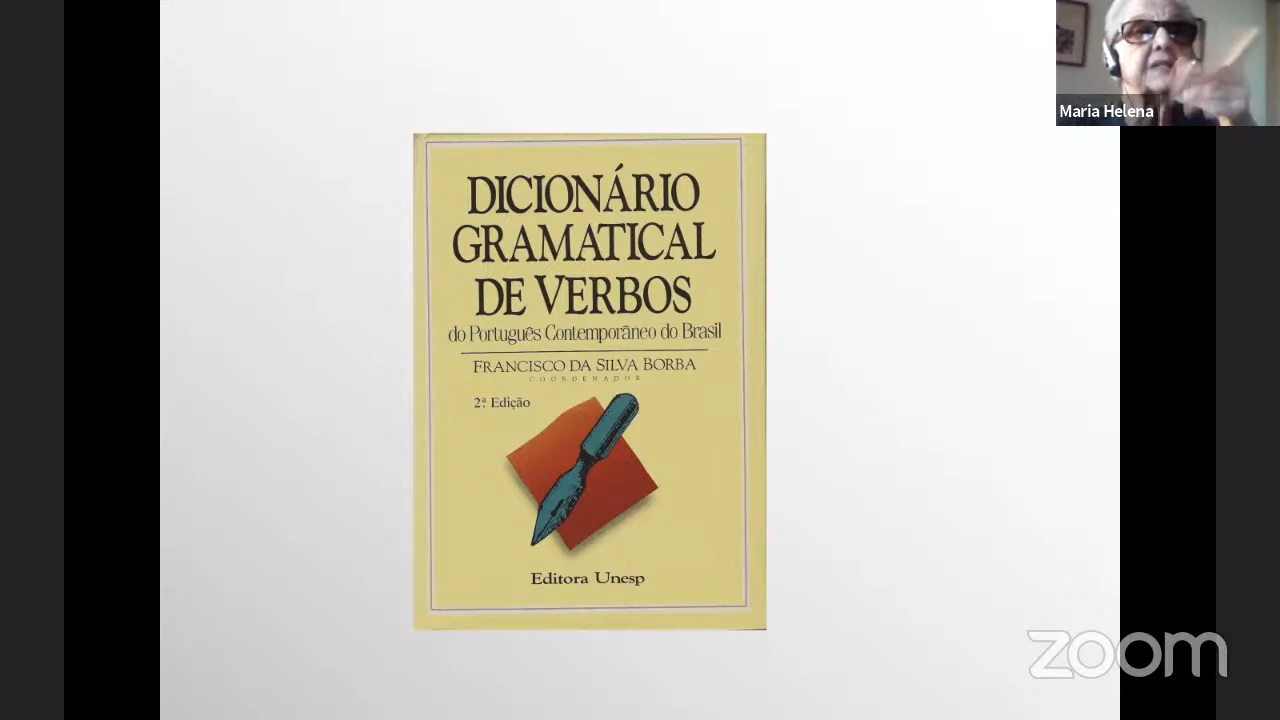 Maria Helena
DICIONÁRIO
GRAMATICAL
DE VERBOS
do Português Contemporâneo do Brasil
FRANCISCO DA SILVA BORBA
COORDENADOR
2.ª Edição
Editora Unesp
zoom